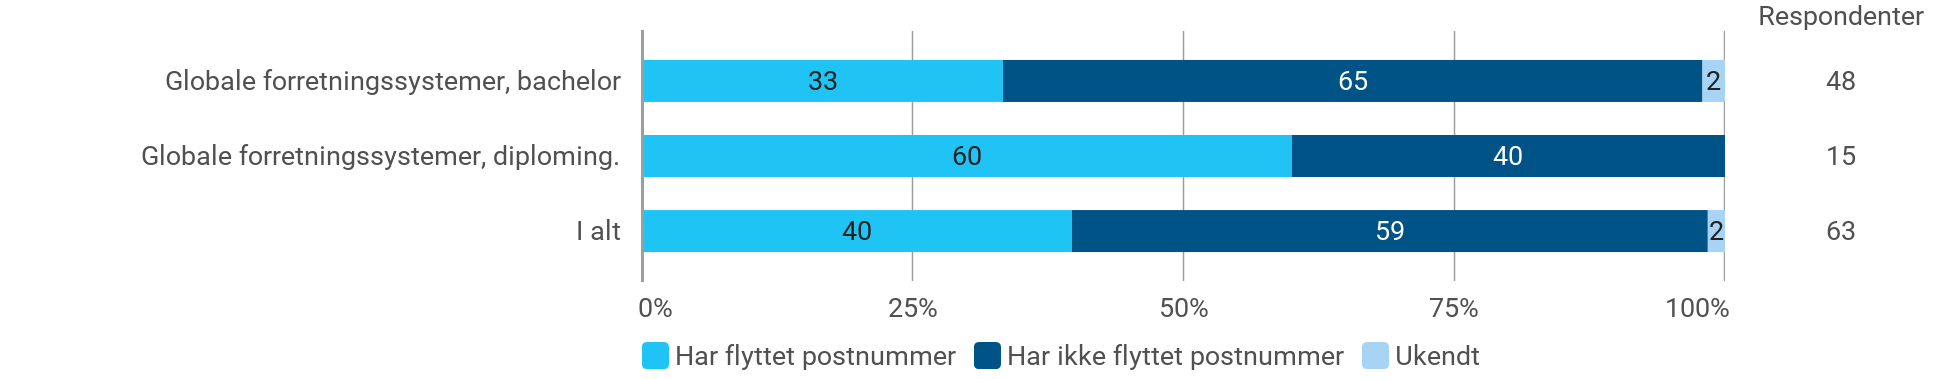 Respondenter
Globale forretningssystemer, bachelor 33 65 2 48
Globale forretningssystemer, diploming. 60 40 15
I alt 40 59 2 63
0% 25% 50% 75% 100%
Har flyttet postnummer Har ikke flyttet postnummer Ukendt